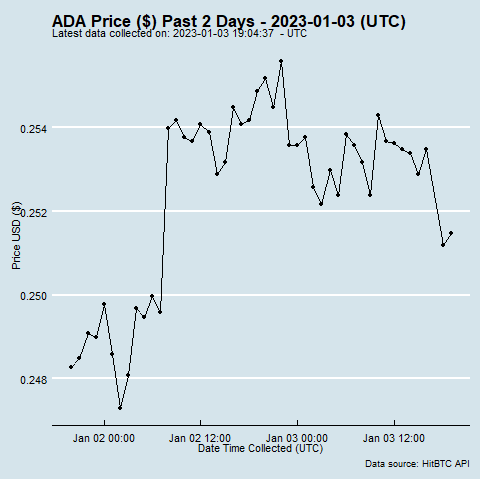 ADA Price ($) Past 2 Days - 2023-01-03 (UTC)
Latest data collected on: 2023-01-03 19:04:37 - UTC
Price USD ($)
0.254
0.252
0.250
0.248
Jan 02 00:00 Jan 02 12:00 Jan 03 00:00 Jan 03 12:00
Date Time Collected (UTC)
Data source: HitBTC API